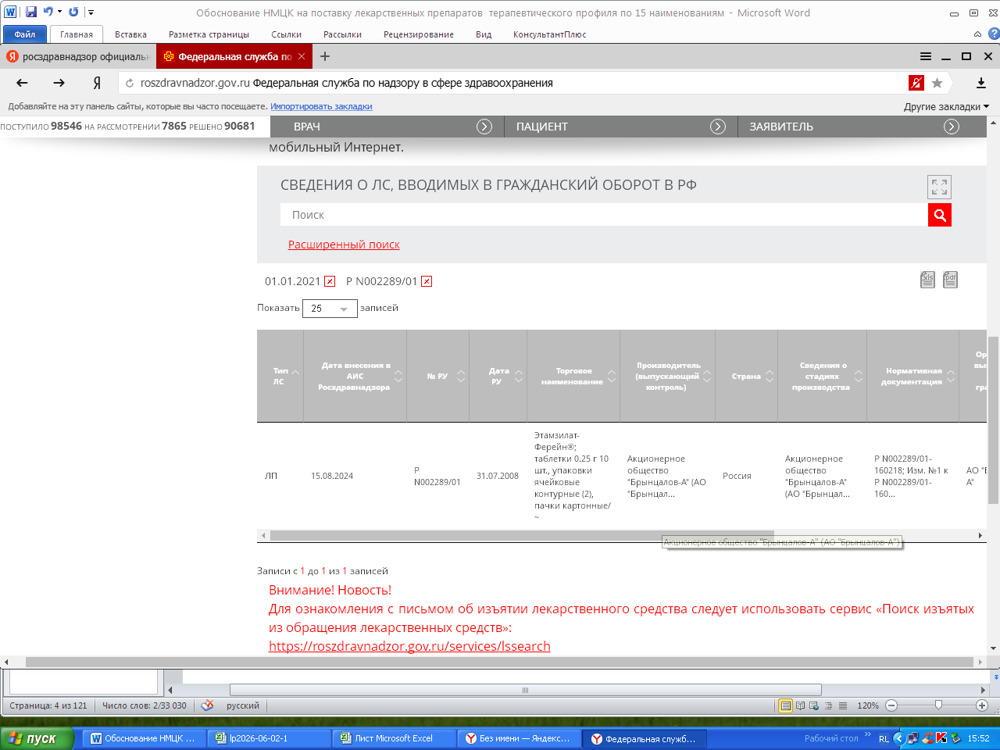 Обоснование НМЦК на поставку лекарственных препаратов терапевтического профиля по 15 наименованиям - Microsoft Word
Файл Главная Вставка Разметка страницы Ссылки Рассылки Рецензирование Вид КонсультантПлюс
росздравнадзор официальн Федеральная служба по
roszdravnadzor.gov.ru Федеральная служба по надзору в сфере здравоохранения
Добавляйте на эту панель сайты, которые вы часто посещаете. Импортировать закладки Другие закладки
ПОСТУПИЛО 98546 НА РАССМОТРЕНИИ 7865 РЕШЕНО 90681 ВРАЧ ПАЦИЕНТ ЗАЯВИТЕЛЬ
мобильный Интернет.
СВЕДЕНИЯ О ЛС, ВВОДИМЫХ В ГРАЖДАНСКИЙ ОБОРОТ В РФ
Поиск
Расширенный поиск
01.01.2021 Р N002289/01 xls pdf
Показать 25 записей
Тип ЛС
Дата внесения в АИС Росздравнадзора
№ РУ
Дата РУ
Торговое наименование
Производитель (выпускающий контроль)
Страна
Сведения о стадиях производства
Нормативная документация
ЛП
15.08.2024
Р N002289/01
31.07.2008
Этамзилат-
Ферейн®;
таблетки 0.25 г 10
шт., упаковки
ячейковые
контурные (2),
пачки картонные/
~
Акционерное
общество
"Брынцалов-А" (АО
"Брынцал...
Россия
Акционерное
общество
"Брынцалов-А"
(АО "Брынцал...
Р N002289/01-
160218; Изм. №1 к
Р N002289/01-
160...
АО "Б
А"
Акционерное общество "Брынцалов-А" (АО "Брынцалов-А")
Записи с 1 до 1 из 1 записей
Внимание! Новость!
Для ознакомления с письмом об изъятии лекарственного средства следует использовать сервис «Поиск изъятых
из обращения лекарственных средств»:
https://roszdravnadzor.gov.ru/services/lssearch
Страница: 4 из 121 Число слов: 2/33 030 русский 120%
пуск Обоснование НМЦК ... lp2026-06-02-1 Лист Microsoft Excel Без имени — Яндекс... Федеральная служб... Рабочий стол RL 15:52